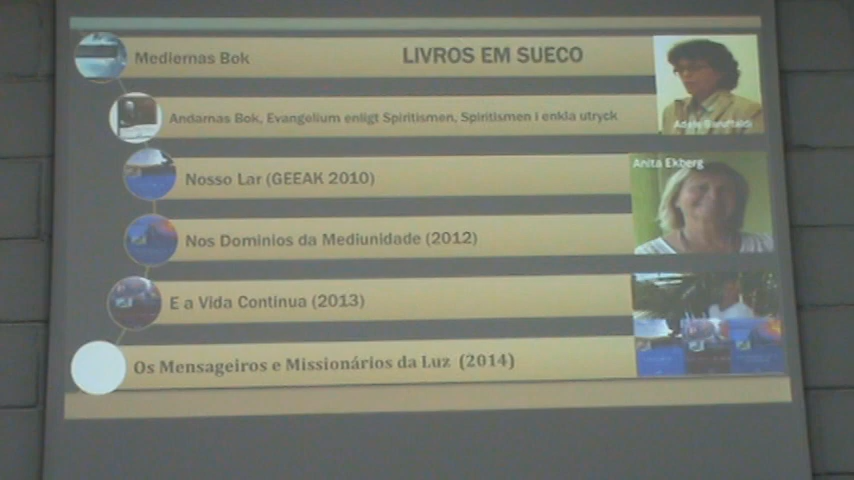 Mediernas Bok
LIVROS EM SUECO
Andarnas Bok, Evangelium enligt Spiritismen, Spiritismen i enkla utryck
Nosso Lar (GEEAK 2010)
Anita Ekberg
Nos Dominios da Mediunidade (2012)
E a Vida Continua (2013)
Os Mensageiros e Missionários da Luz (2014)